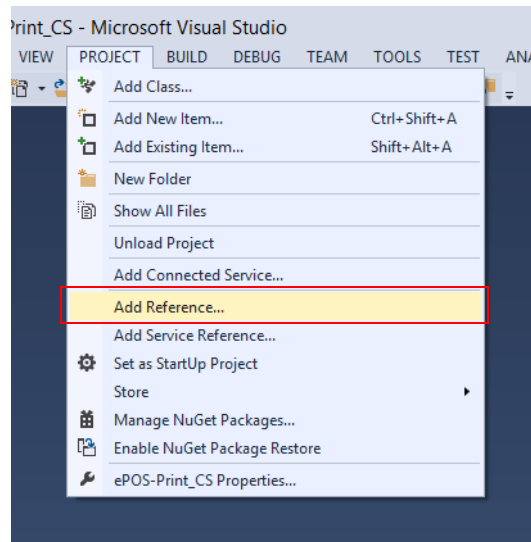 Print_CS - Microsoft Visual Studio
VIEW PROJECT BUILD DEBUG TEAM TOOLS TEST ANA
Add Class...
Add New Item... Ctrl+Shift+A
Add Existing Item... Shift+Alt+A
New Folder
Show All Files
Unload Project
Add Connected Service...
Add Reference...
Add Service Reference...
Set as StartUp Project
Store
Manage NuGet Packages...
Enable NuGet Package Restore
ePOS-Print_CS Properties...